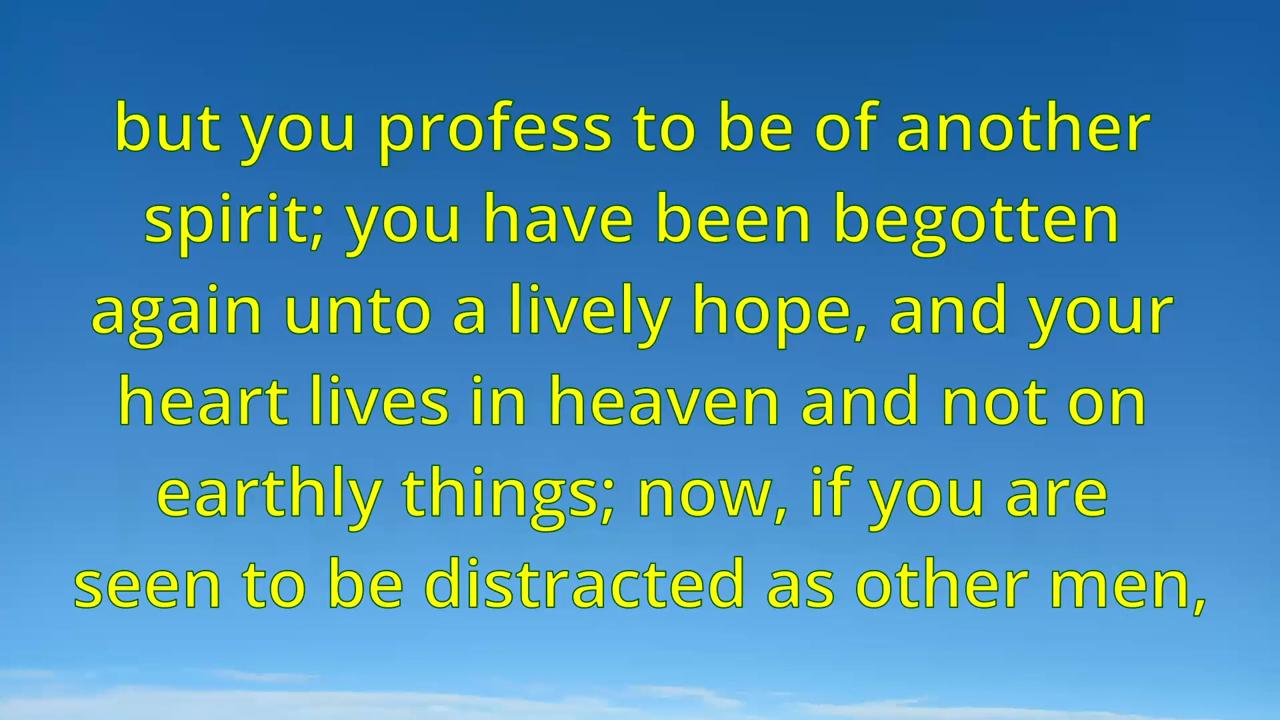 but you profess to be of another
spirit; you have been begotten
again unto a lively hope, and your
heart lives in heaven and not on
earthly things; now, if you are
seen to be distracted as other men,